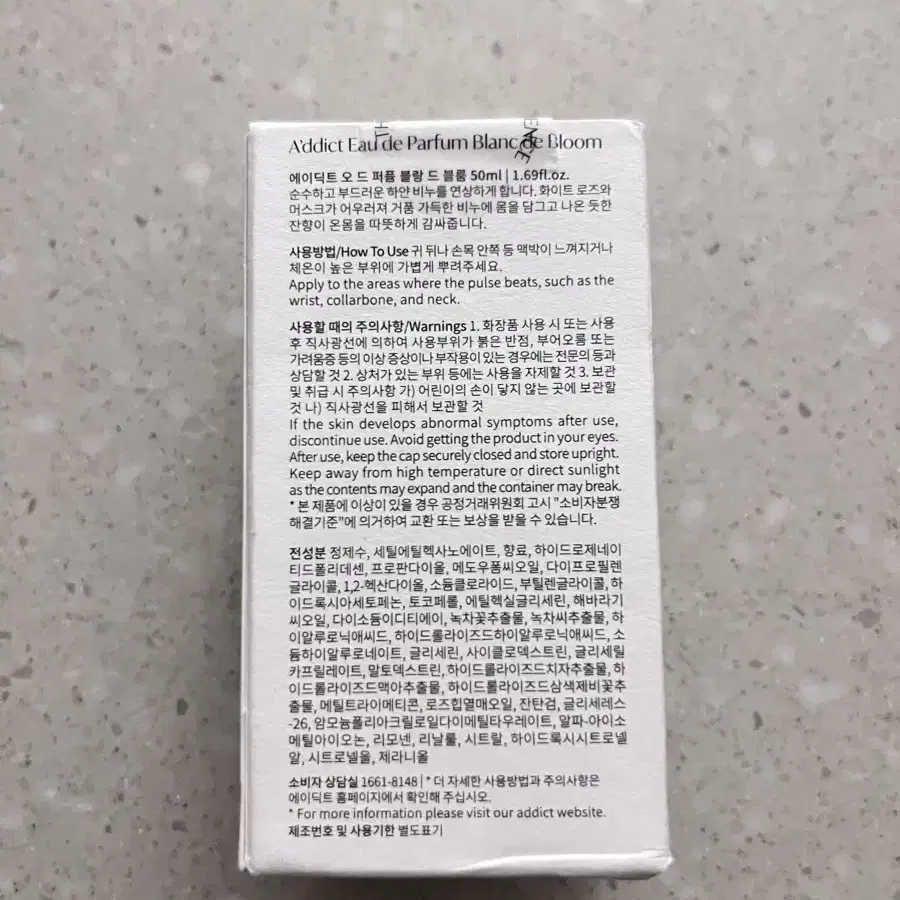 A'ddict Eau de Parfum Blanc de Bloom
에이딕트 오 드 퍼퓸 블랑 드 블룸 50ml | 1.69fl.oz.
순수하고 부드러운 하얀 비누를 연상하게 합니다. 화이트 로즈와
머스크가 어우러져 거품 가득한 비누에 몸을 담그고 나온 듯한
잔향이 온몸을 따뜻하게 감싸줍니다.
사용방법/How To Use 귀 뒤나 손목 안쪽 등 맥박이 느껴지거나
체온이 높은 부위에 가볍게 뿌려주세요.
Apply to the areas where the pulse beats, such as the
wrist, collarbone, and neck.
사용할 때의 주의사항/Warnings 1. 화장품 사용 시 또는 사용
후 직사광선에 의하여 사용부위가 붉은 반점, 부어오름 또는
가려움증 등의 이상 증상이나 부작용이 있는 경우에는 전문의 등과
상담할 것 2. 상처가 있는 부위 등에는 사용을 자제할 것 3. 보관
및 취급 시 주의사항 가) 어린이의 손이 닿지 않는 곳에 보관할
것 나) 직사광선을 피해서 보관할 것
If the skin develops abnormal symptoms after use,
discontinue use. Avoid getting the product in your eyes.
After use, keep the cap securely closed and store upright.
Keep away from high temperature or direct sunlight
as the contents may expand and the container may break.
* 본 제품에 이상이 있을 경우 공정거래위원회 고시 "소비자분쟁
해결기준"에 의거하여 교환 또는 보상을 받을 수 있습니다.
전성분 정제수, 세틸에틸헥사노에이트, 향료, 하이드로제네이
티드폴리데센, 프로판다이올, 메도우폼씨오일, 다이프로필렌
글라이콜, 1,2-헥산다이올, 소듐클로라이드, 부틸렌글라이콜, 하
이드록시아세토페논, 토코페롤, 에틸헥실글리세린, 해바라기
씨오일, 다이소듐이디티에이, 녹차꽃추출물, 녹차씨추출물, 하
이알루로닉애씨드, 하이드롤라이즈드하이알루로닉애씨드, 소
듐하이알루로네이트, 글리세린, 사이클로덱스트린, 글리세릴
카프릴레이트, 말토덱스트린, 하이드롤라이즈드치자추출물, 하
이드롤라이즈드맥아추출물, 하이드롤라이즈드삼색제비꽃추
출물, 메틸트라이메티콘, 로즈힙열매오일, 잔탄검, 글리세레스
-26, 암모늄폴리아크릴로일다이메틸타우레이트, 알파-아이소
메틸아이오논, 리모넨, 리날룰, 시트랄, 하이드록시시트로넬
알, 시트로넬올, 제라니올
소비자 상담실 1661-8148 | * 더 자세한 사용방법과 주의사항은
에이딕트 홈페이지에서 확인해 주십시오.
* For more information please visit our addict website.
제조번호 및 사용기한 별도표기